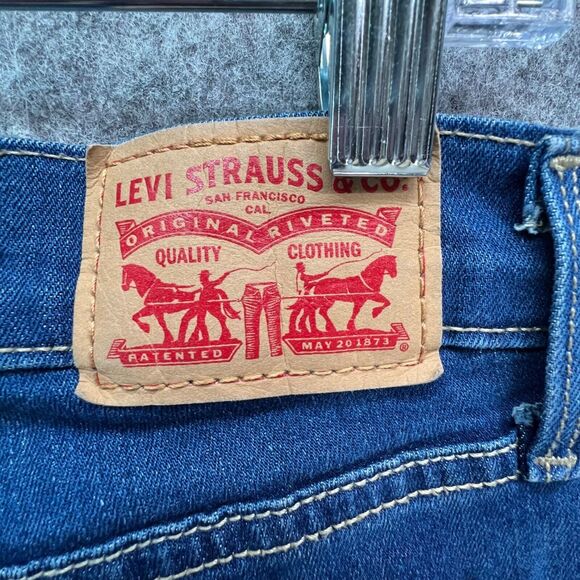 LEVI STRAUSS & CO.
SAN FRANCISCO
CAL.
ORIGINAL RIVETED
QUALITY CLOTHING
PATENTED MAY 20 1873
®